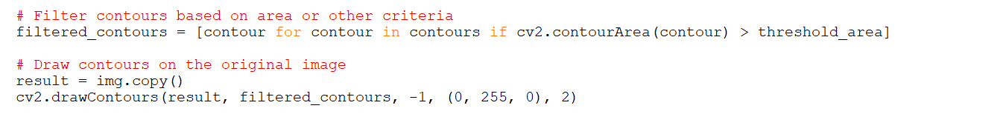 # Filter contours based on area or other criteria
filtered_contours = [contour for contour in contours if cv2.contourArea(contour) > threshold_area]
# Draw contours on the original image
result = img.copy()
cv2.drawContours(result, filtered_contours, -1, (0, 255, 0), 2)